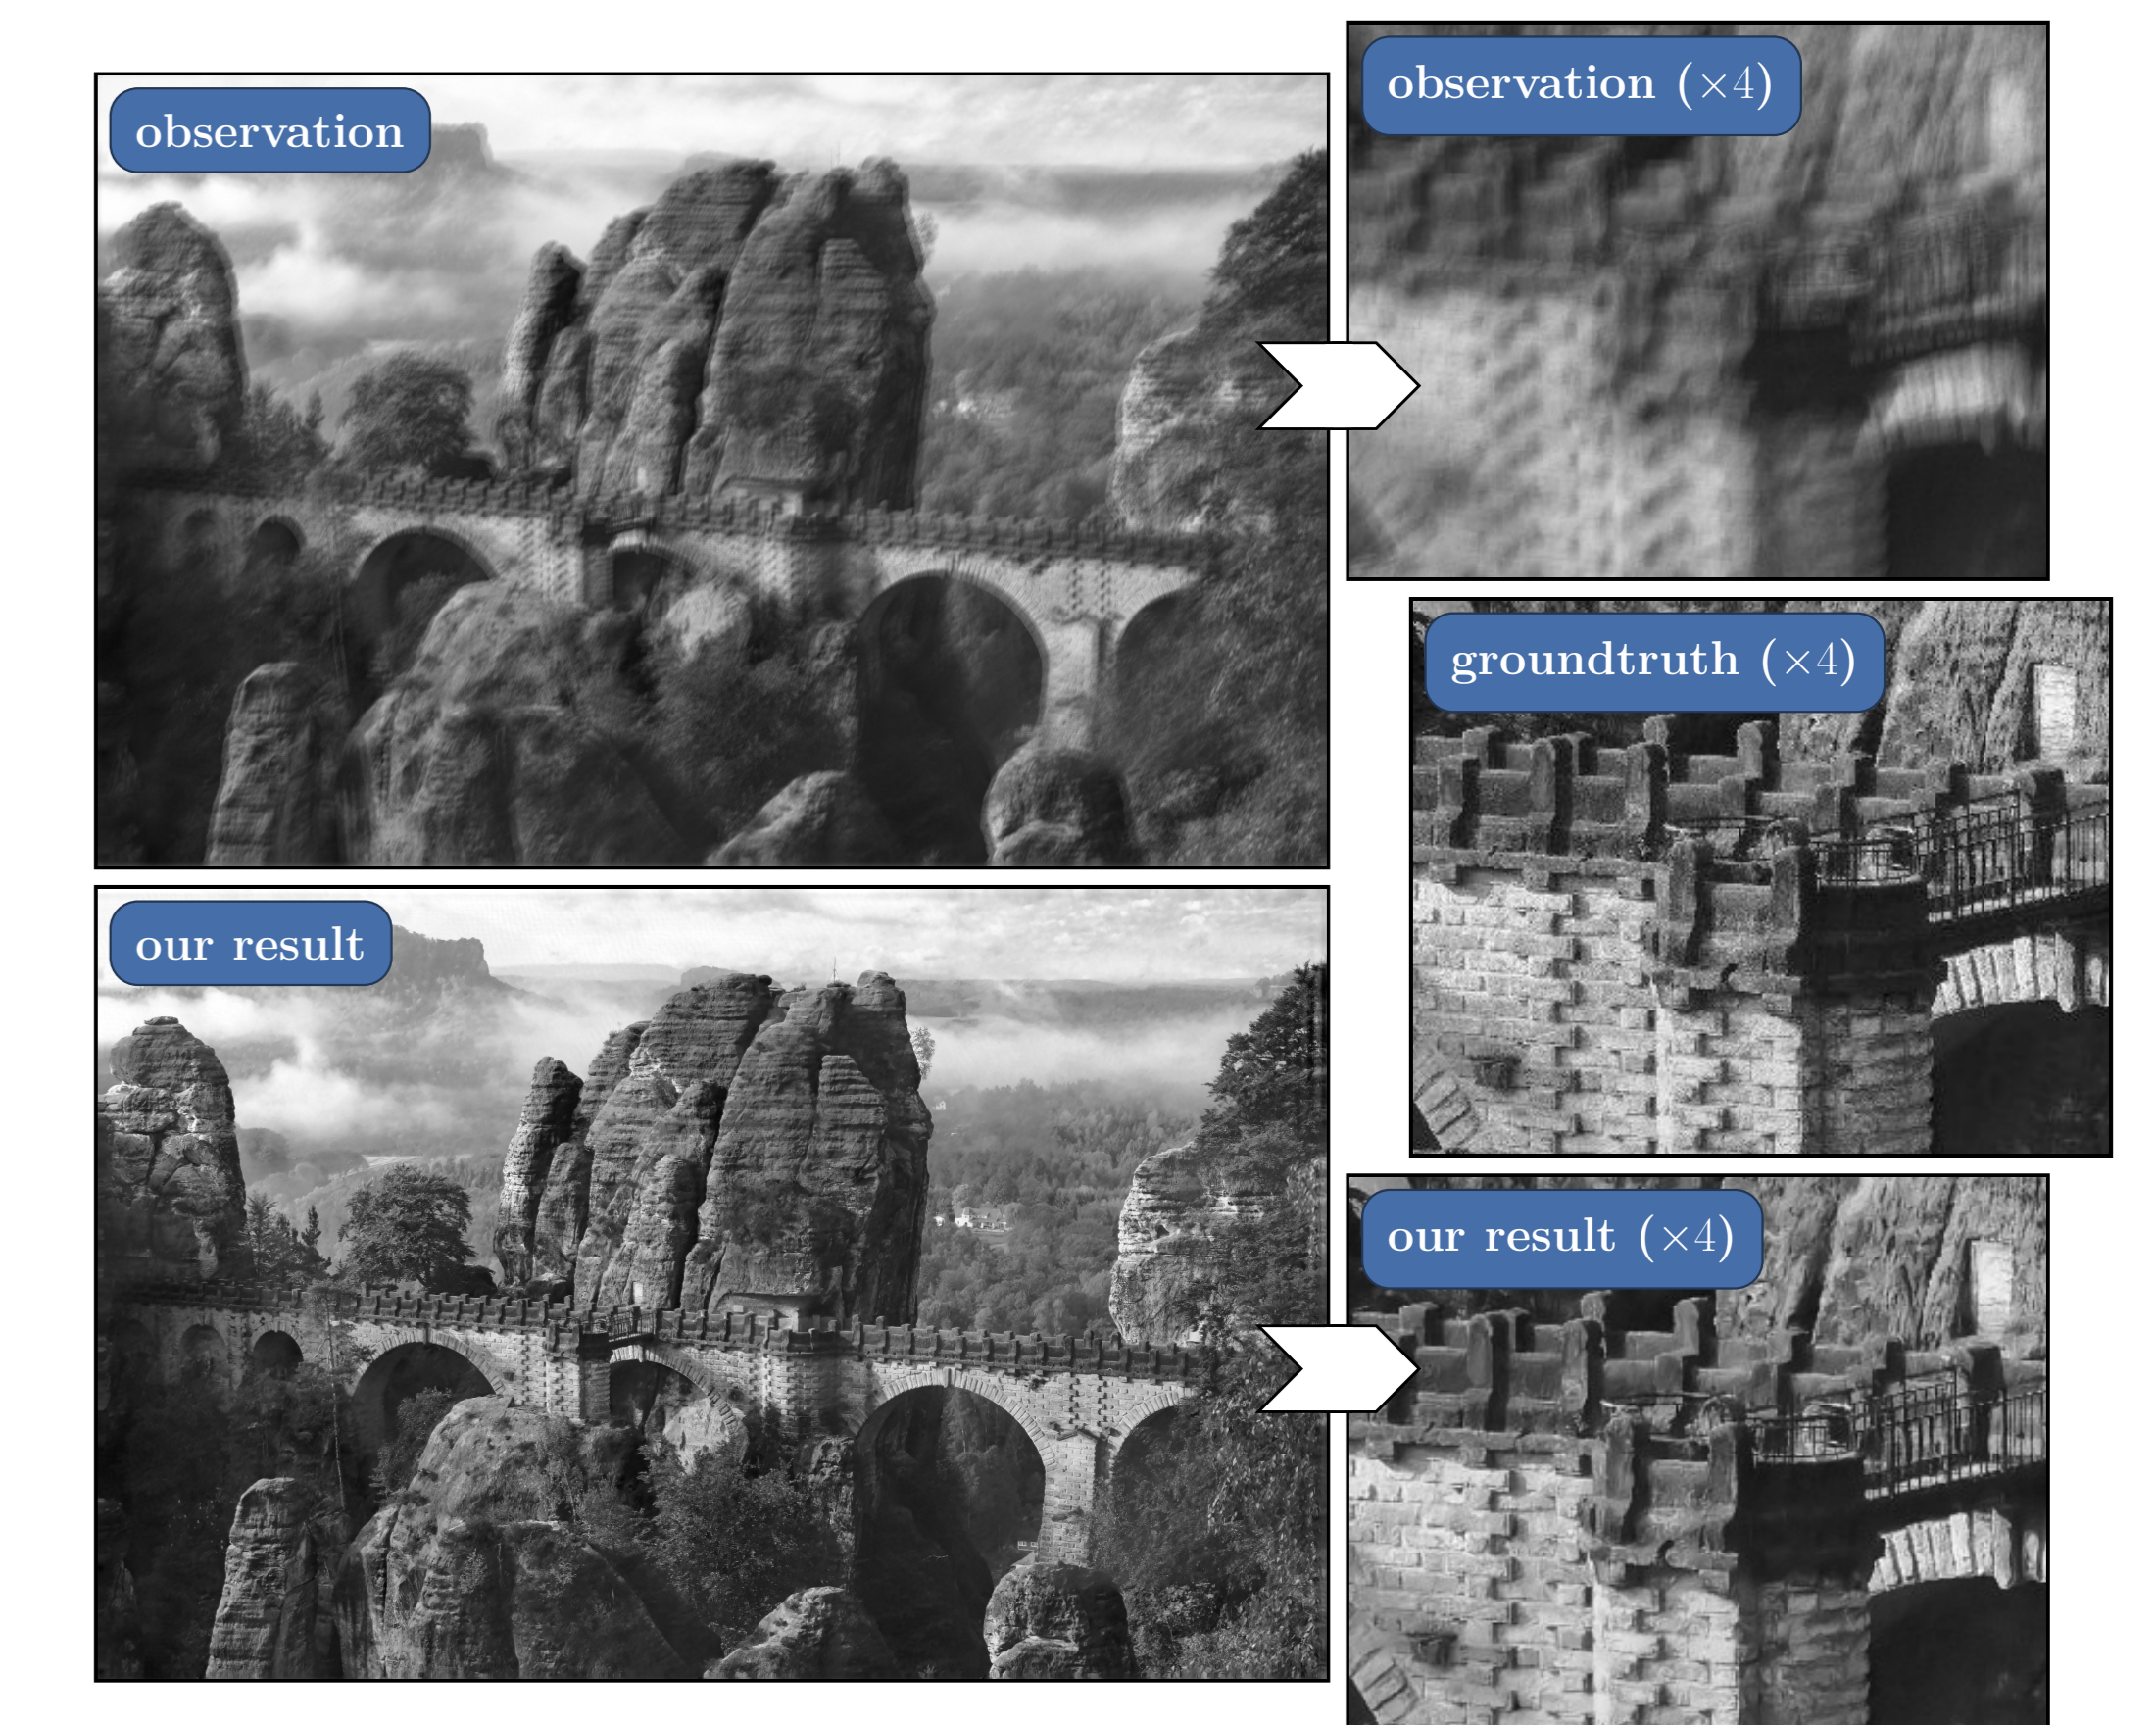 observation
observation (×4)
groundtruth (×4)
our result
our result (×4)